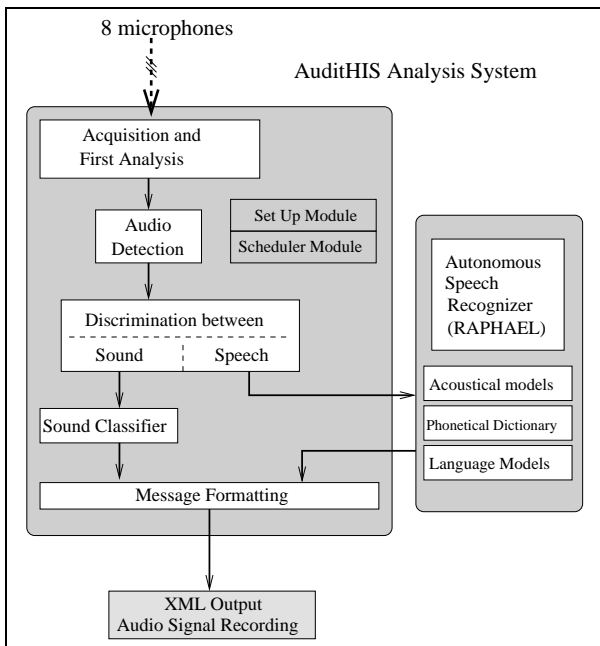 8 microphones
AuditHIS Analysis System
Acquisition and
First Analysis
Audio
Detection
Set Up Module
Scheduler Module
Discrimination between
Sound
Speech
Sound Classifier
Message Formatting
Autonomous
Speech
Recognizer
(RAPHAEL)
Acoustical models
Phonetical Dictionary
Language Models
XML Output
Audio Signal Recording